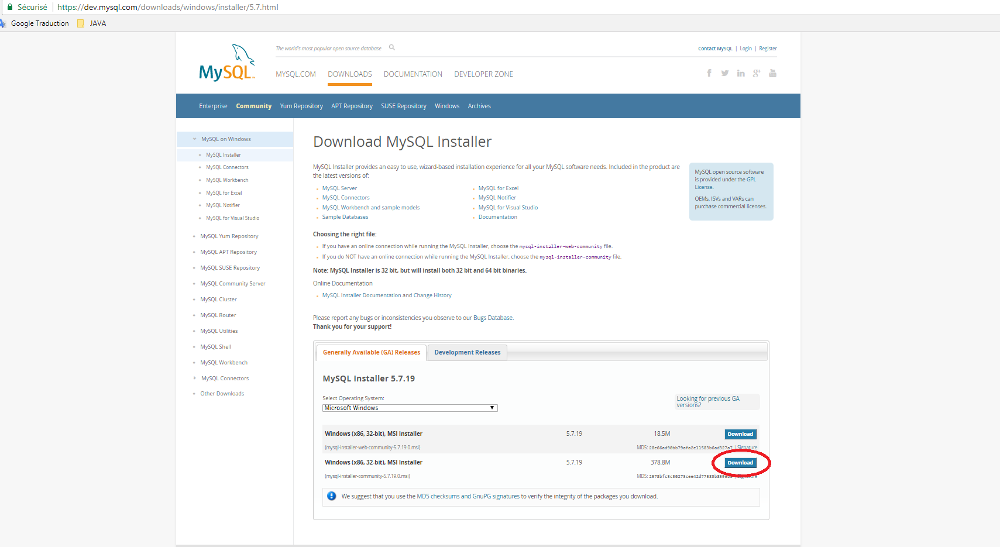 Sécurisé | https://dev.mysql.com/downloads/windows/installer/5.7.html
Google Traduction JAVA
The world's most popular open source database
Contact MySQL | Login | Register
MySQL™
MYSQL.COM DOWNLOADS DOCUMENTATION DEVELOPER ZONE
Enterprise Community Yum Repository APT Repository SUSE Repository Windows Archives
MySQL on Windows
MySQL Installer
MySQL Connectors
MySQL Workbench
MySQL for Excel
MySQL Notifier
MySQL for Visual Studio
MySQL Yum Repository
MySQL APT Repository
MySQL SUSE Repository
MySQL Community Server
MySQL Cluster
MySQL Router
MySQL Utilities
MySQL Shell
MySQL Workbench
MySQL Connectors
Other Downloads
Download MySQL Installer
MySQL Installer provides an easy to use, wizard-based installation experience for all your MySQL software needs. Included in the product are
the latest versions of:
MySQL Server
MySQL Connectors
MySQL Workbench and sample models
Sample Databases
MySQL for Excel
MySQL Notifier
MySQL for Visual Studio
Documentation
MySQL open source software
is provided under the GPL
License.
OEMs, ISVs and VARs can
purchase commercial licenses.
Choosing the right file:
If you have an online connection while running the MySQL Installer, choose the mysql-installer-web-community file.
If you do NOT have an online connection while running the MySQL Installer, choose the mysql-installer-community file.
Note: MySQL Installer is 32 bit, but will install both 32 bit and 64 bit binaries.
Online Documentation
MySQL Installer Documentation and Change History
Please report any bugs or inconsistencies you observe to our Bugs Database.
Thank you for your support!
Generally Available (GA) Releases Development Releases
MySQL Installer 5.7.19
Select Operating System:
Microsoft Windows
Looking for previous GA
versions?
Windows (x86, 32-bit), MSI Installer 5.7.19 18.5M Download
(mysql-installer-web-community-5.7.19.0.msi) MD5: 28e66ad90bb79afa2e11583b6ad327a7 | Signature
Windows (x86, 32-bit), MSI Installer 5.7.19 378.8M Download
(mysql-installer-community-5.7.19.0.msi) MD5: | Signature
We suggest that you use the MD5 checksums and GnuPG signatures to verify the integrity of the packages you download.